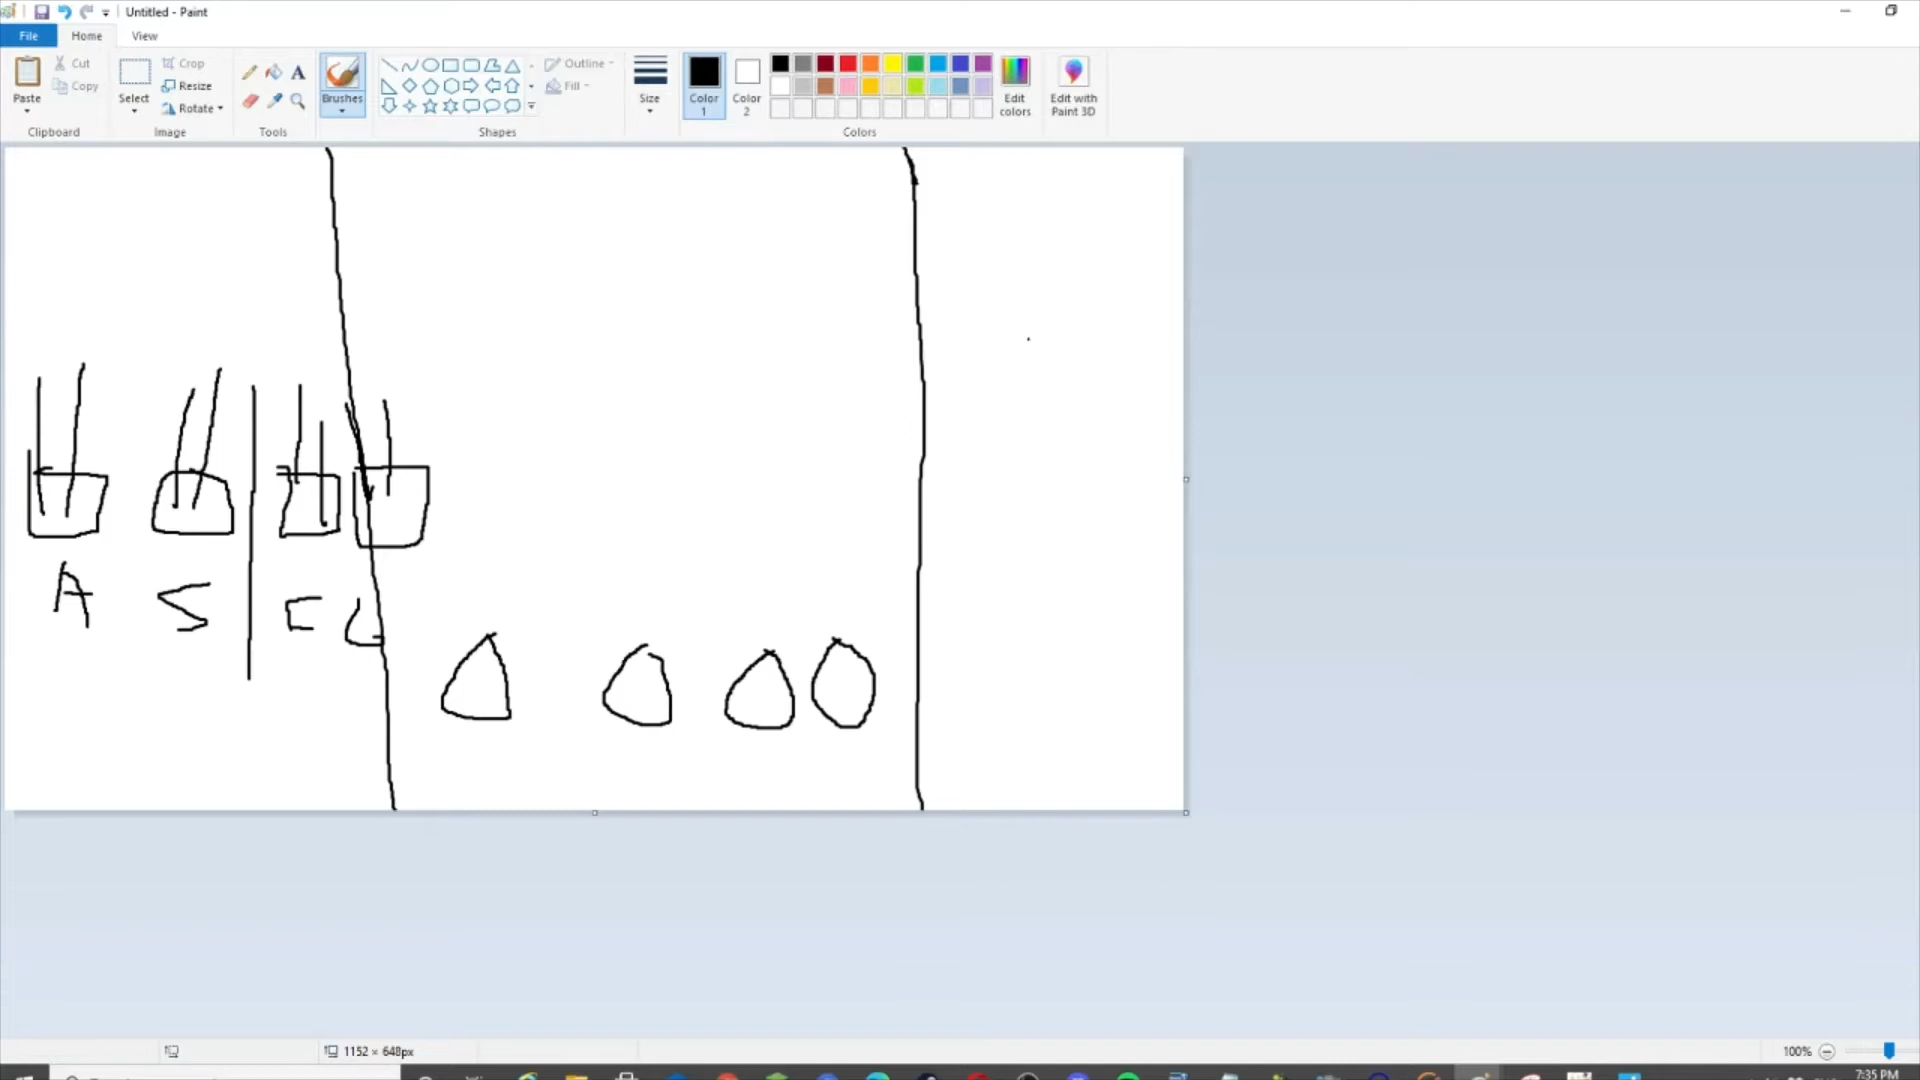 Untitled - Paint
File Home View
Cut
Copy
Paste
Crop
Resize
Rotate
Select
Brushes
Outline
Fill
Size
Color 1
Color 2
Edit colors
Edit with Paint 3D
Clipboard Image Tools Shapes Colors
A S
1152 × 648px
100%
7:35 PM